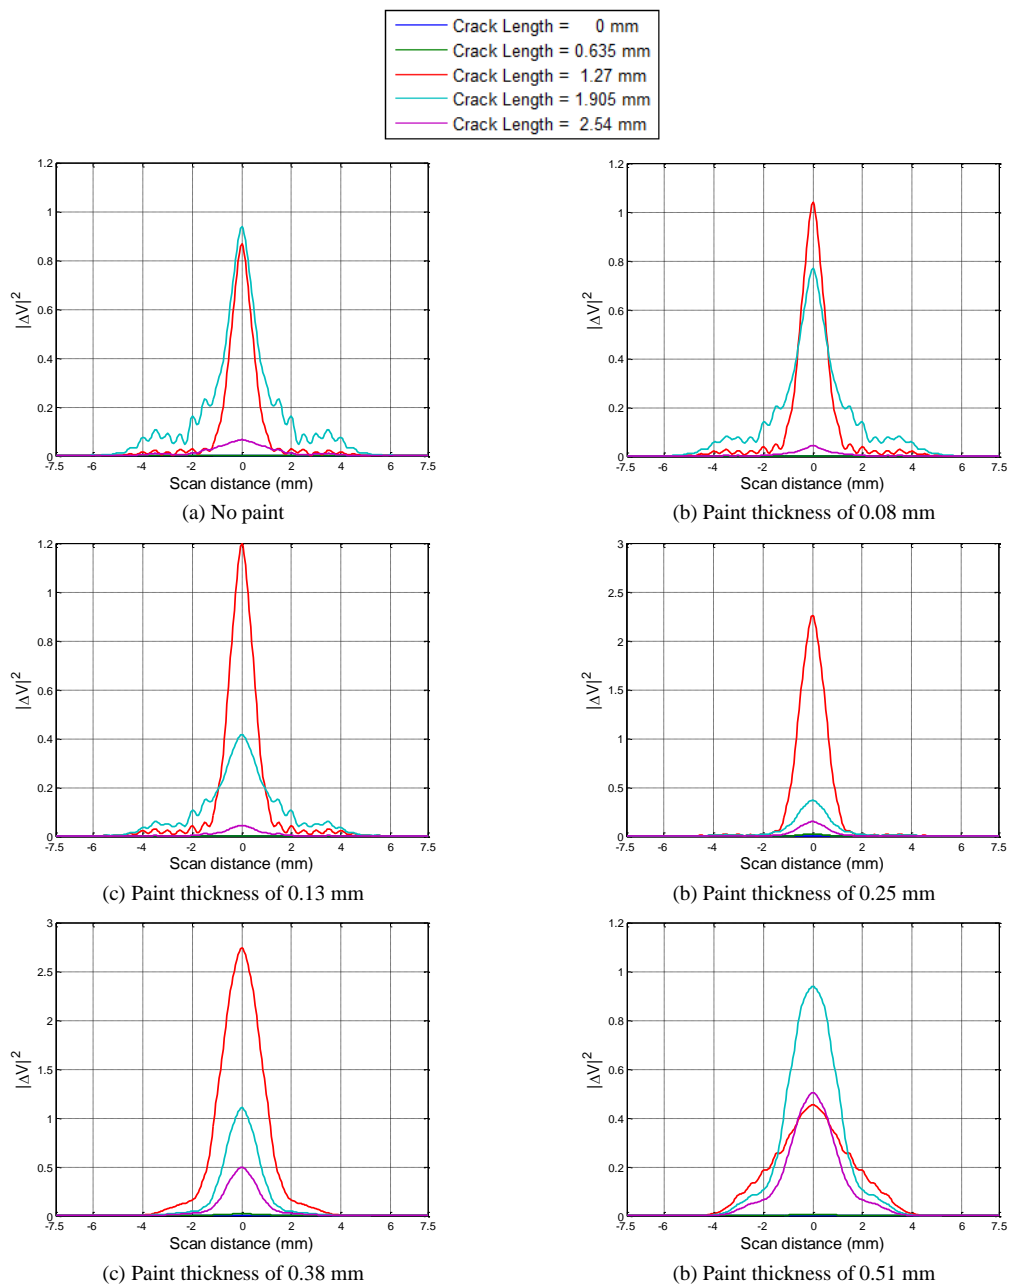 Crack Length = 0 mm
Crack Length = 0.635 mm
Crack Length = 1.27 mm
Crack Length = 1.905 mm
Crack Length = 2.54 mm
1.2
1
0.8
0.6
0.4
0.2
0
|ΔV|²
-7.5 -6 -4 -2 0 2 4 6 7.5
Scan distance (mm)
(a) No paint
1.2
1
0.8
0.6
0.4
0.2
0
|ΔV|²
-7.5 -6 -4 -2 0 2 4 6 7.5
Scan distance (mm)
(b) Paint thickness of 0.08 mm
1.2
1
0.8
0.6
0.4
0.2
0
|ΔV|²
-7.5 -6 -4 -2 0 2 4 6 7.5
Scan distance (mm)
(c) Paint thickness of 0.13 mm
3
2.5
2
1.5
1
0.5
0
|ΔV|²
-7.5 -6 -4 -2 0 2 4 6 7.5
Scan distance (mm)
(b) Paint thickness of 0.25 mm
3
2.5
2
1.5
1
0.5
0
|ΔV|²
-7.5 -6 -4 -2 0 2 4 6 7.5
Scan distance (mm)
(c) Paint thickness of 0.38 mm
1.2
1
0.8
0.6
0.4
0.2
0
|ΔV|²
-7.5 -6 -4 -2 0 2 4 6 7.5
Scan distance (mm)
(b) Paint thickness of 0.51 mm